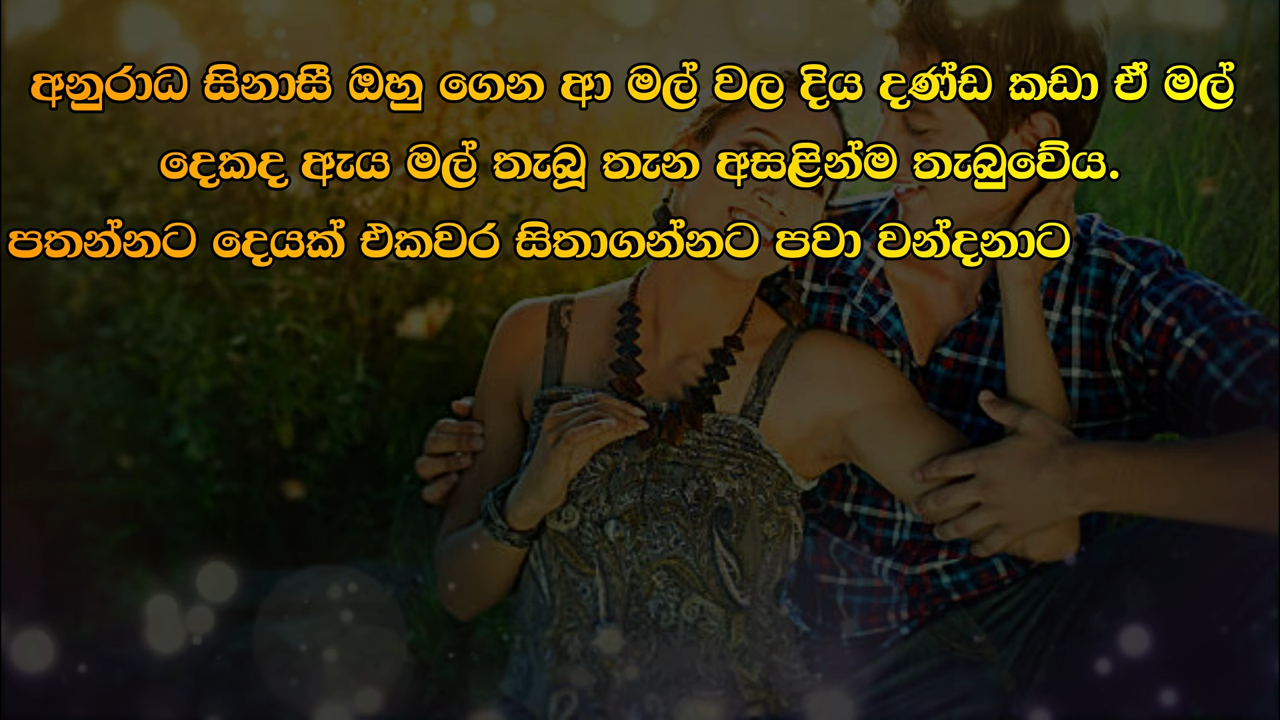 අනුරාධ සිනාසී ඔහු ගෙන ආ මල් වල දිය දණ්ඩ කඩා ඒ මල්
දෙකද ඇය මල් තැබූ තැන අසළින්ම තැබුවේය.
පතන්නට දෙයක් එකවර සිතාගන්නට පවා වන්දනාට